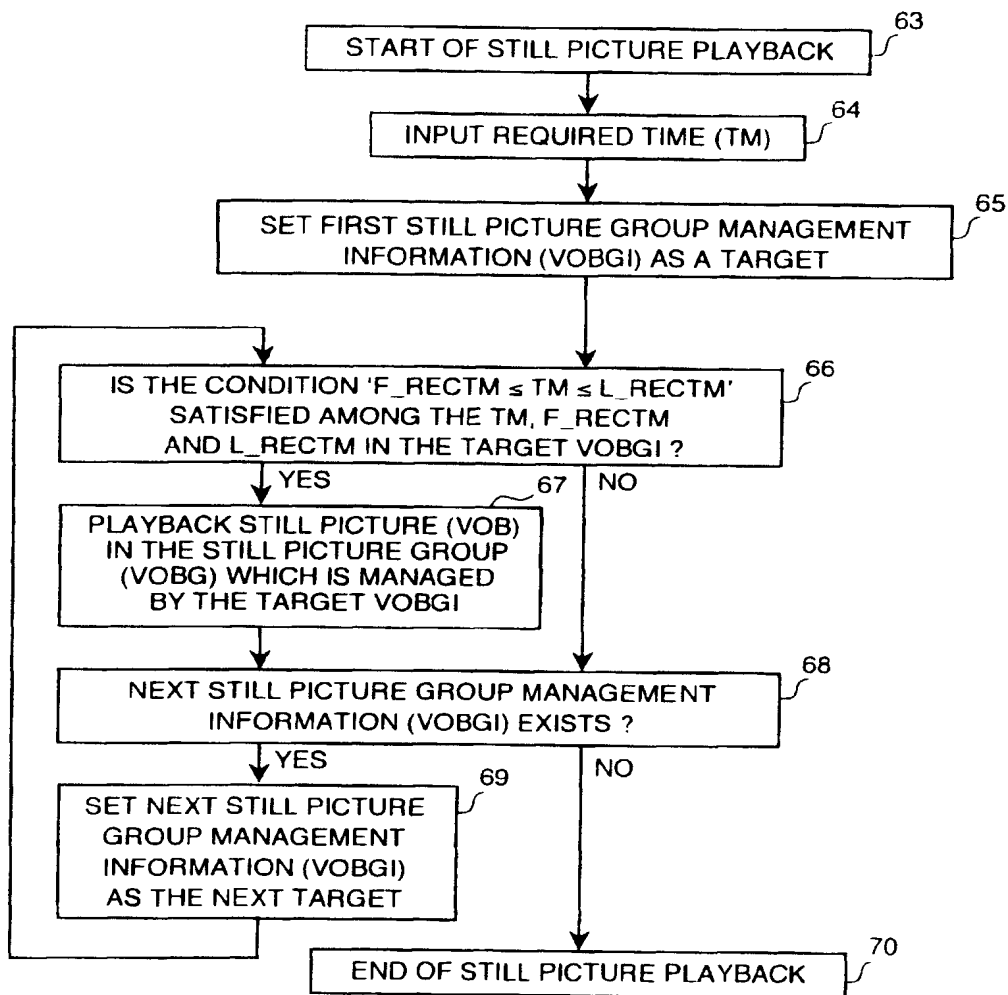 63
START OF STILL PICTURE PLAYBACK
64
INPUT REQUIRED TIME (TM)
65
SET FIRST STILL PICTURE GROUP MANAGEMENT
INFORMATION (VOBGI) AS A TARGET
66
IS THE CONDITION 'F_RECTM ≤ TM ≤ L_RECTM'
SATISFIED AMONG THE TM, F_RECTM
AND L_RECTM IN THE TARGET VOBGI ?
YES
NO
67
PLAYBACK STILL PICTURE (VOB)
IN THE STILL PICTURE GROUP
(VOBG) WHICH IS MANAGED
BY THE TARGET VOBGI
68
NEXT STILL PICTURE GROUP MANAGEMENT
INFORMATION (VOBGI) EXISTS ?
YES
NO
69
SET NEXT STILL PICTURE
GROUP MANAGEMENT
INFORMATION (VOBGI)
AS THE NEXT TARGET
70
END OF STILL PICTURE PLAYBACK